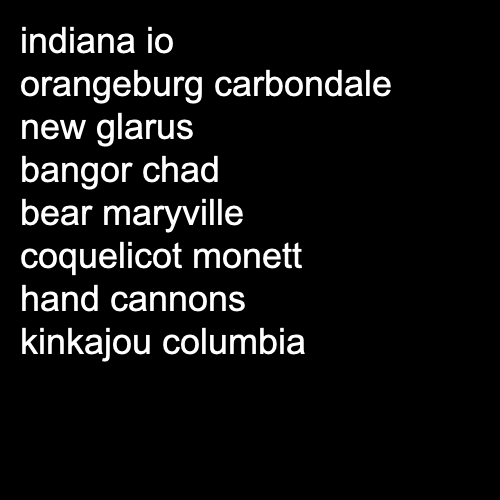 indiana io
orangeburg carbondale
new glarus
bangor chad
bear maryville
coquelicot monett
hand cannons
kinkajou columbia